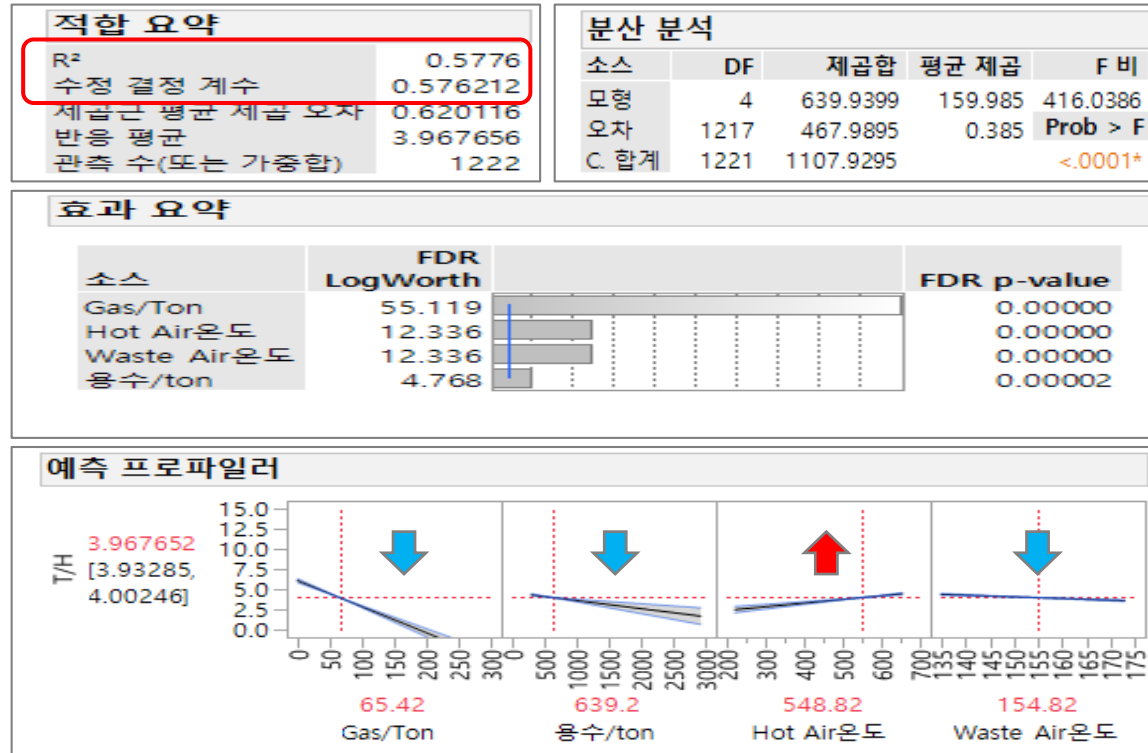 적합 요약
R² 0.5776
수정 결정 계수 0.576212
제곱근 평균 제곱 오차 0.620116
반응 평균 3.967656
관측 수(또는 가중합) 1222
분산 분석
소스 DF 제곱합 평균 제곱 F 비
모형 4 639.9399 159.985 416.0386
오차 1217 467.9895 0.385 Prob > F
C. 합계 1221 1107.9295 <.0001*
효과 요약
소스 FDR LogWorth FDR p-value
Gas/Ton 55.119 0.00000
Hot Air온도 12.336 0.00000
Waste Air온도 12.336 0.00000
용수/ton 4.768 0.00002
예측 프로파일러
T/H
3.967652
[3.93285,
4.00246]
15.0
12.5
10.0
7.5
5.0
2.5
0.0
0 50 100 150 200 250 300
0 500 1000 1500 2000 2500 3000
200 300 400 500 600 700
135 140 145 150 155 160 165 170 175
65.42 639.2 548.82 154.82
Gas/Ton 용수/ton Hot Air온도 Waste Air온도